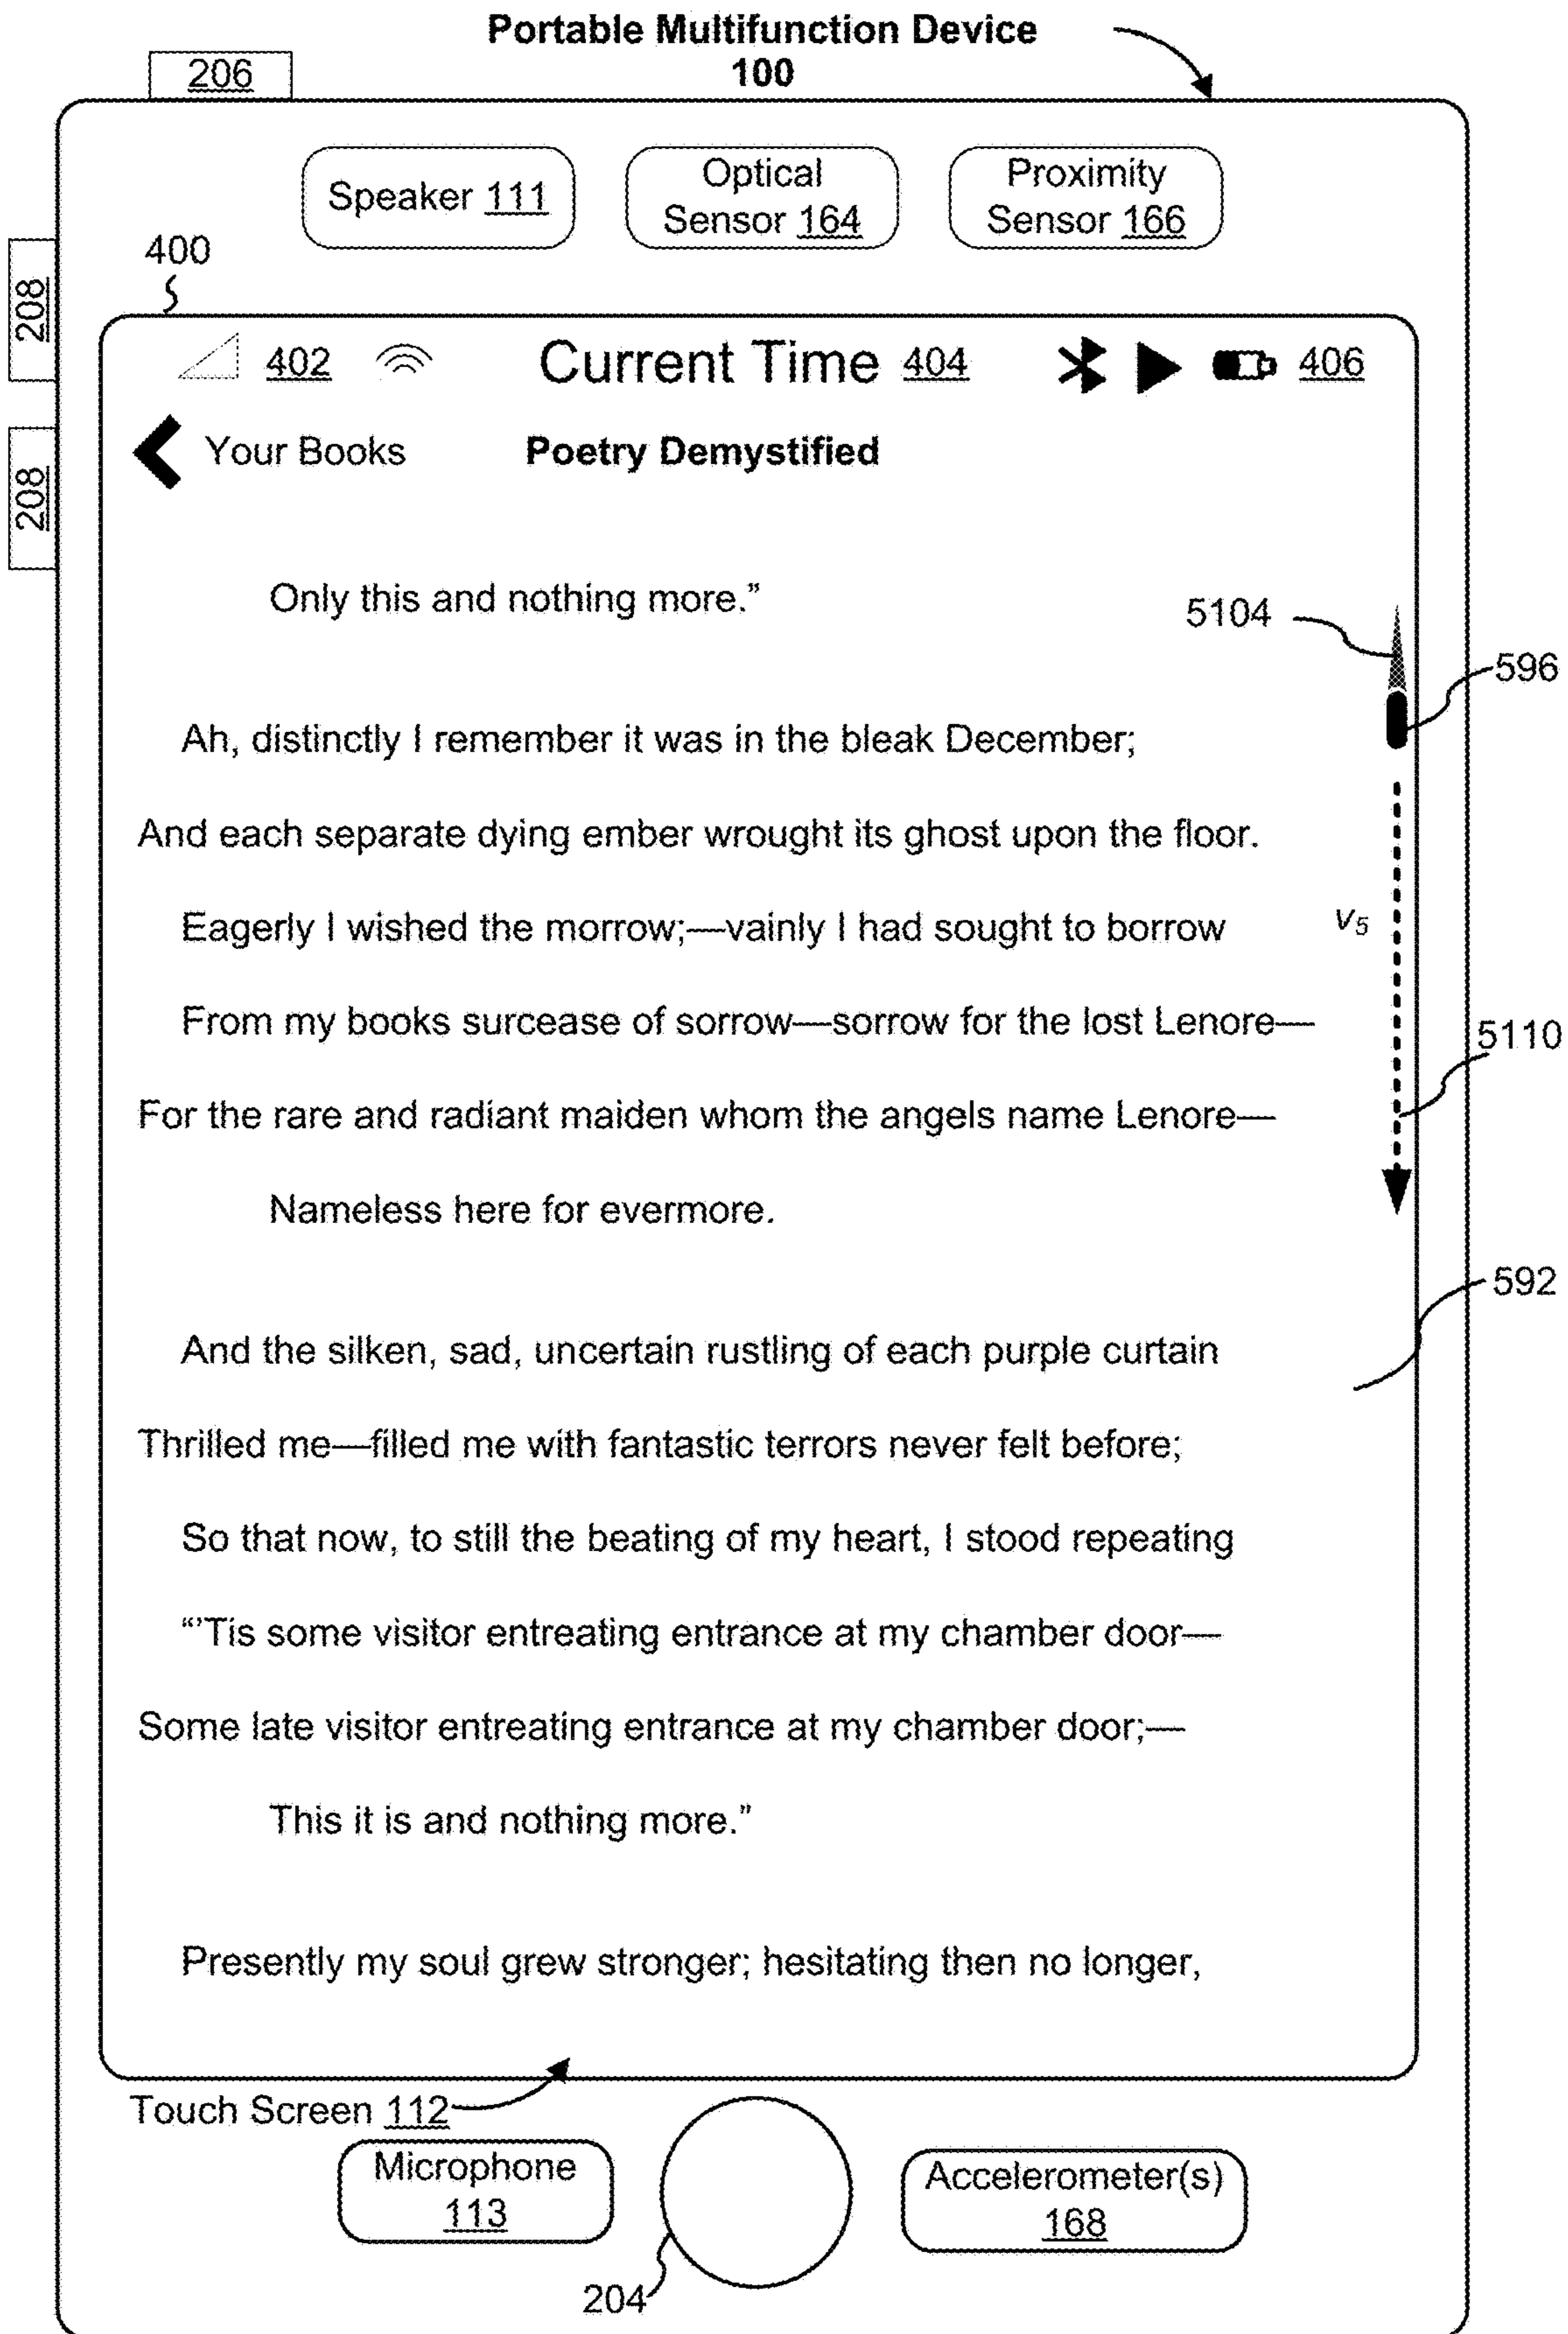 Portable Multifunction Device
100
206
Speaker 111
Optical
Sensor 164
Proximity
Sensor 166
400
208
208
402
Current Time 404
406
Your Books
Poetry Demystified
Only this and nothing more.”
5104
596
Ah, distinctly I remember it was in the bleak December;
And each separate dying ember wrought its ghost upon the floor.
Eagerly I wished the morrow;—vainly I had sought to borrow
v5
From my books surcease of sorrow—sorrow for the lost Lenore—
5110
For the rare and radiant maiden whom the angels name Lenore—
Nameless here for evermore.
592
And the silken, sad, uncertain rustling of each purple curtain
Thrilled me—filled me with fantastic terrors never felt before;
So that now, to still the beating of my heart, I stood repeating
“’Tis some visitor entreating entrance at my chamber door—
Some late visitor entreating entrance at my chamber door;—
This it is and nothing more.”
Presently my soul grew stronger; hesitating then no longer,
Touch Screen 112
Microphone
113
Accelerometer(s)
168
204